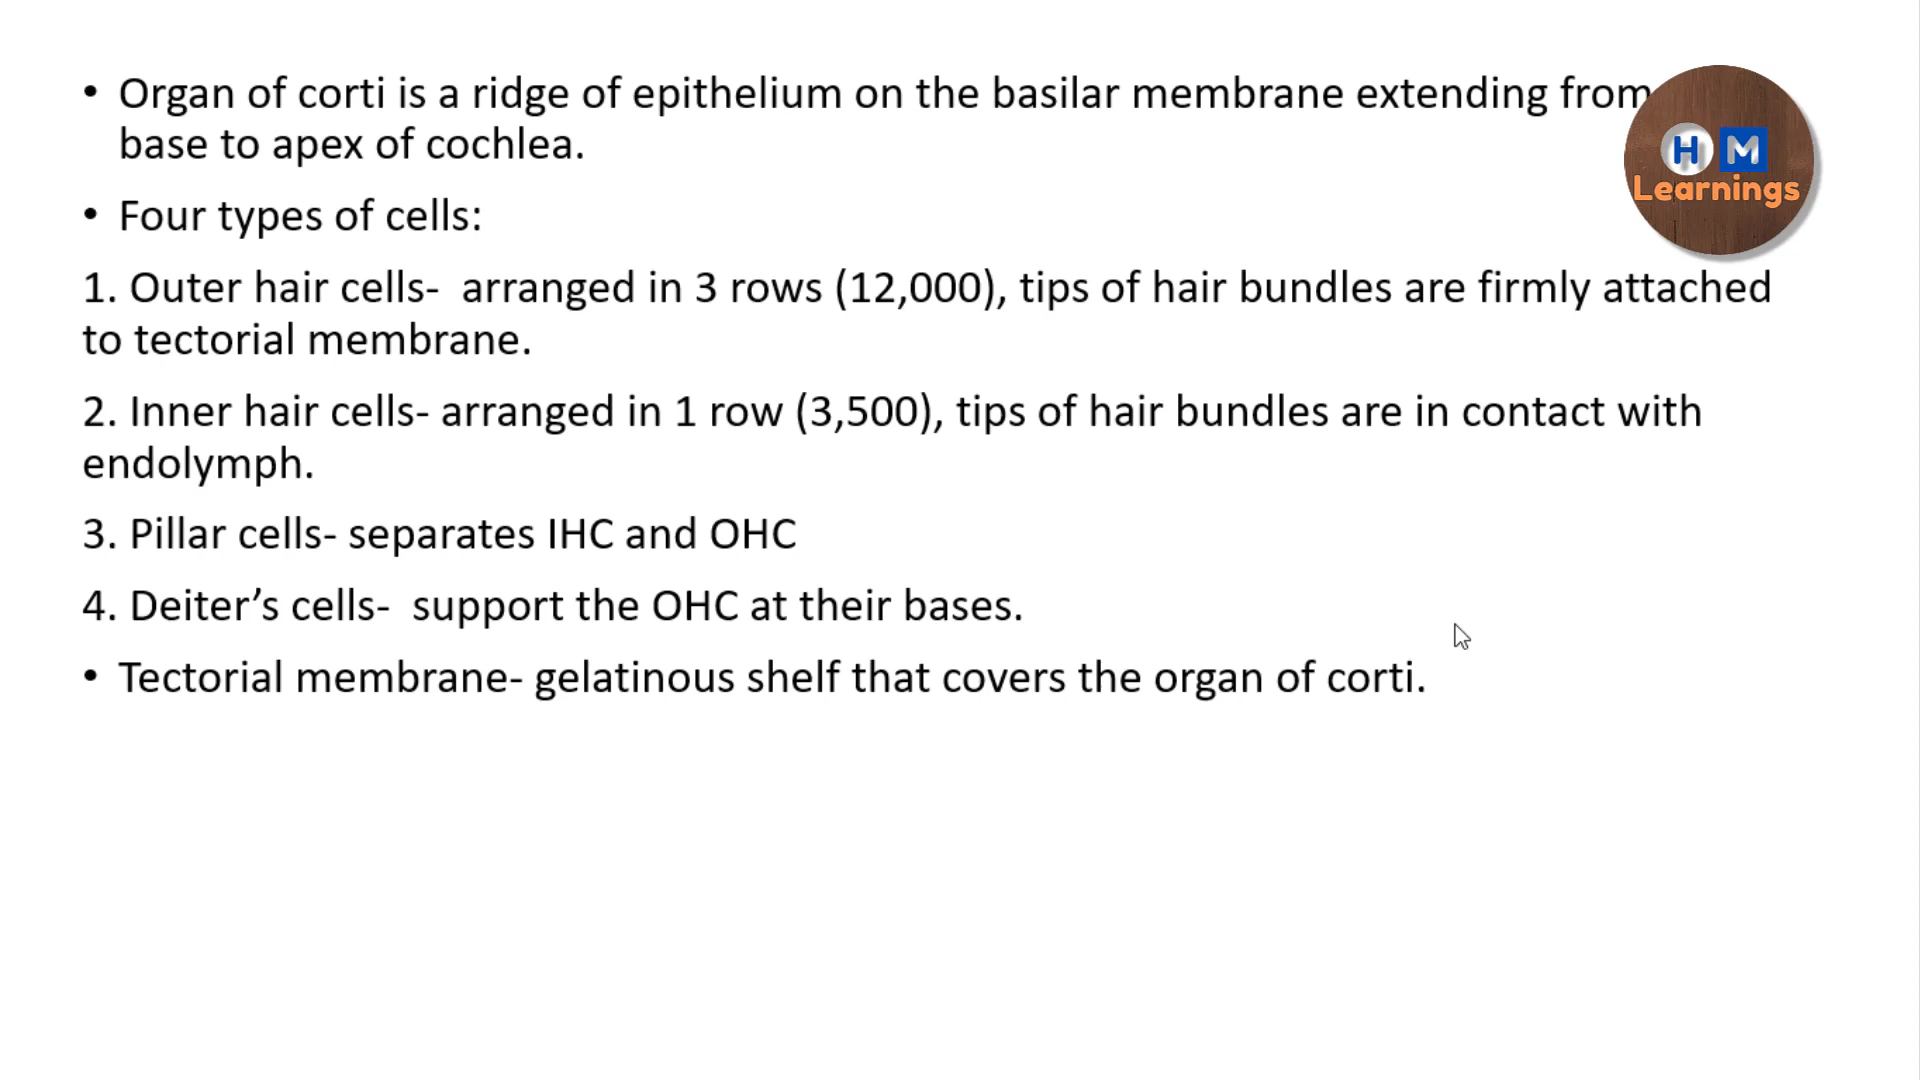 • Organ of corti is a ridge of epithelium on the basilar membrane extending from
base to apex of cochlea.
• Four types of cells:
1. Outer hair cells-  arranged in 3 rows (12,000), tips of hair bundles are firmly attached
to tectorial membrane.
2. Inner hair cells- arranged in 1 row (3,500), tips of hair bundles are in contact with
endolymph.
3. Pillar cells- separates IHC and OHC
4. Deiter’s cells-  support the OHC at their bases.
• Tectorial membrane- gelatinous shelf that covers the organ of corti.
H M
Learnings